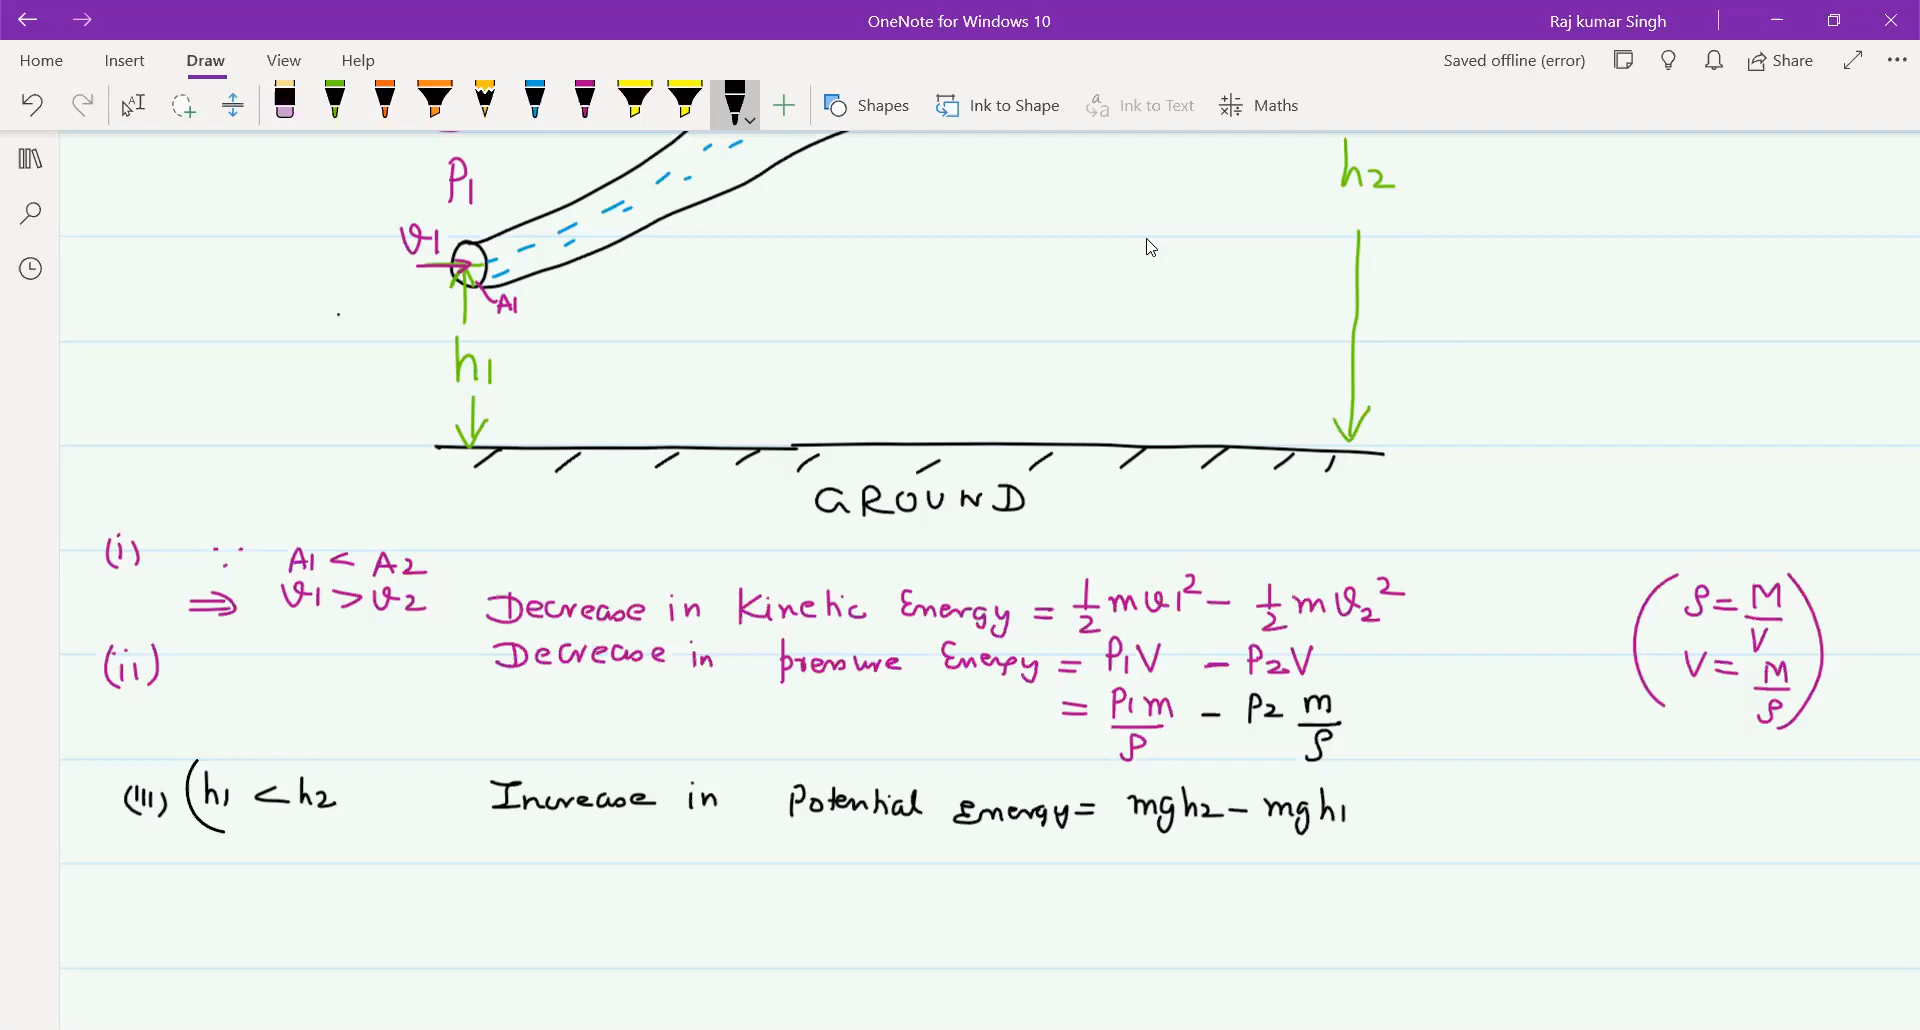 OneNote for Windows 10
Raj kumar Singh
Home Insert Draw View Help
Saved offline (error) Share
Shapes Ink to Shape Ink to Text Maths
P1
h2
v1
A1
h1
GROUND
(i) ∵ A1 < A2
⇒ v1 > v2 Decrease in Kinetic Energy = 1/2 mv1² - 1/2 mv2²
(ii) Decrease in pressure Energy = P1V - P2V
= P1m/ρ - P2 m/ρ
(ρ = M/V
V = M/ρ)
(III) (h1 < h2 Increase in Potential Energy = mgh2 - mgh1